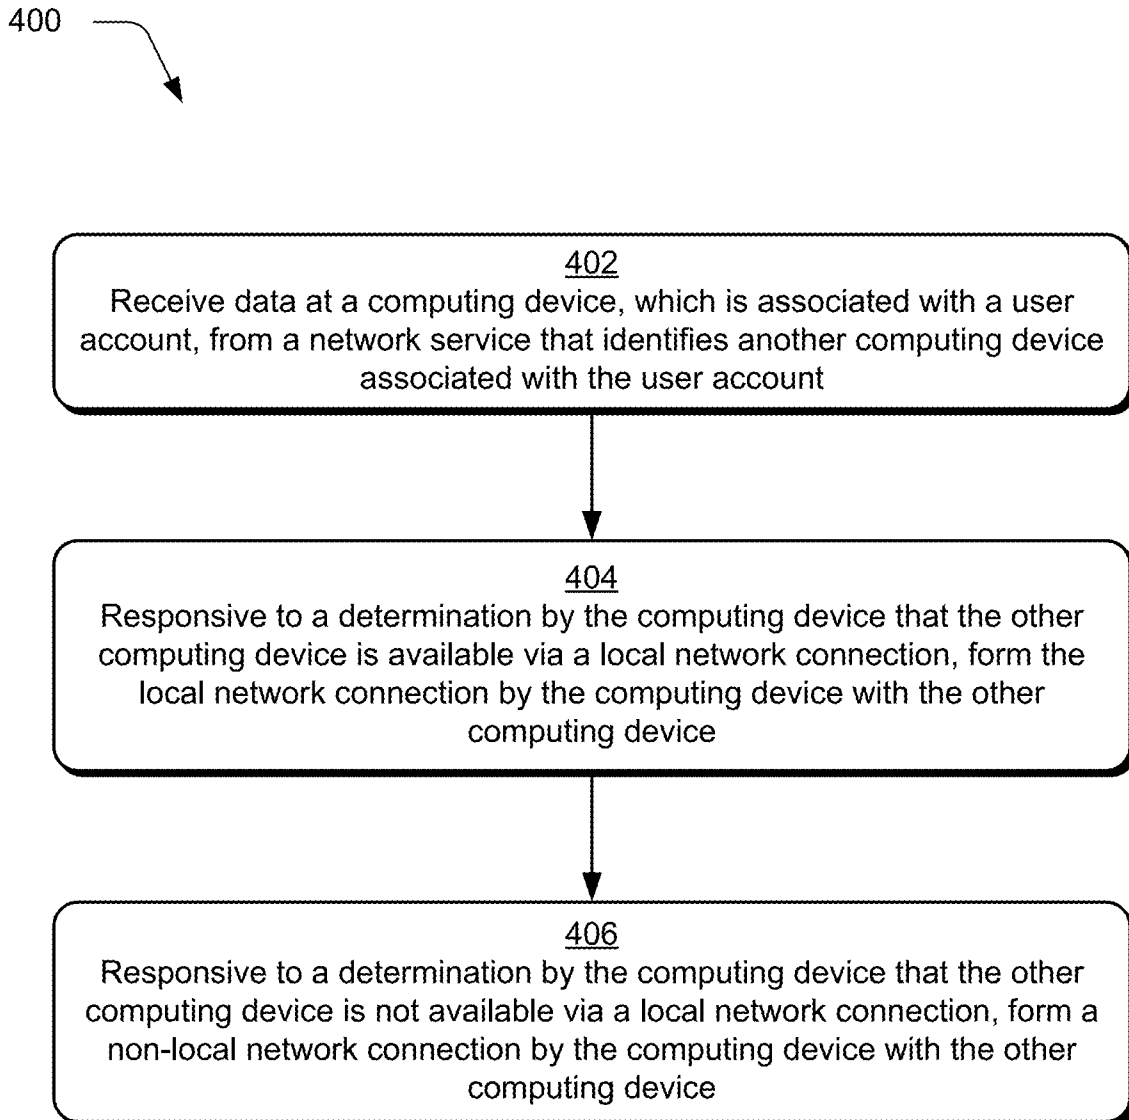 400
402
Receive data at a computing device, which is associated with a user
account, from a network service that identifies another computing device
associated with the user account
404
Responsive to a determination by the computing device that the other
computing device is available via a local network connection, form the
local network connection by the computing device with the other
computing device
406
Responsive to a determination by the computing device that the other
computing device is not available via a local network connection, form a
non-local network connection by the computing device with the other
computing device